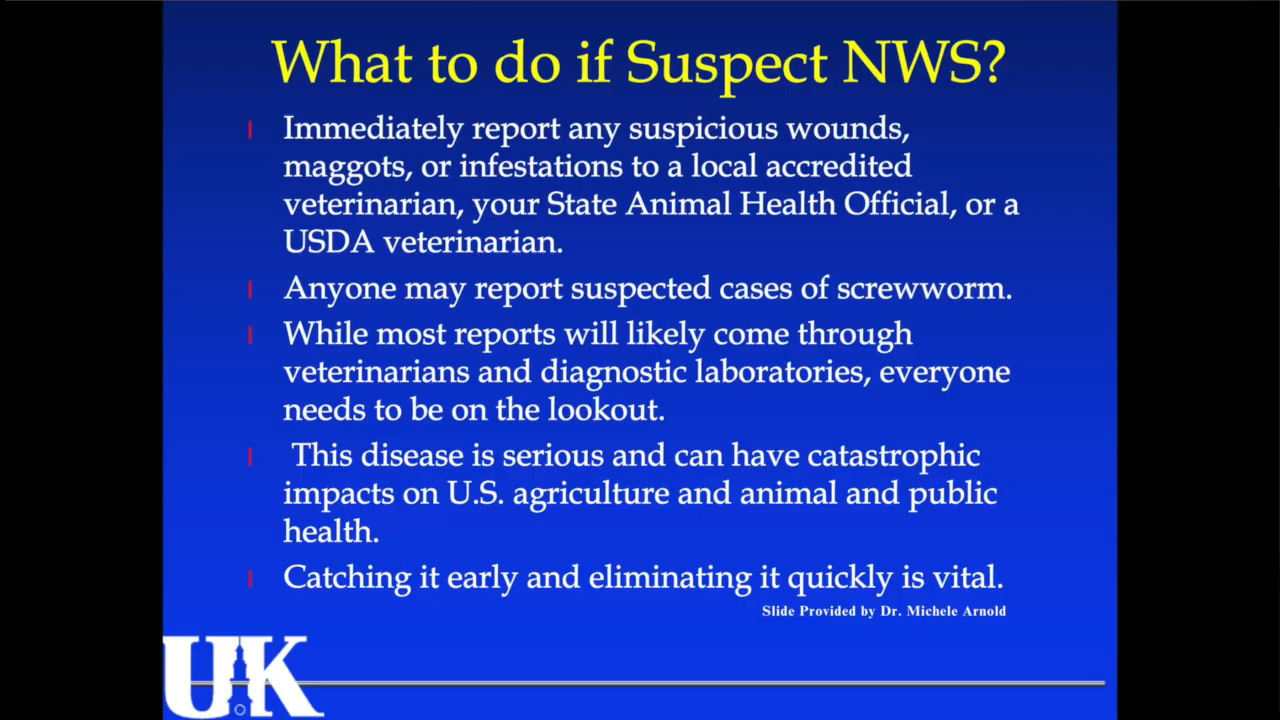 What to do if Suspect NWS?
Immediately report any suspicious wounds,
maggots, or infestations to a local accredited
veterinarian, your State Animal Health Official, or a
USDA veterinarian.
Anyone may report suspected cases of screwworm.
While most reports will likely come through
veterinarians and diagnostic laboratories, everyone
needs to be on the lookout.
This disease is serious and can have catastrophic
impacts on U.S. agriculture and animal and public
health.
Catching it early and eliminating it quickly is vital.
Slide Provided by Dr. Michele Arnold
UK